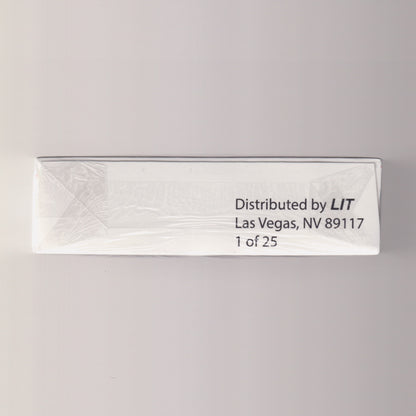 Distributed by LIT
Las Vegas, NV 89117
1 of 25